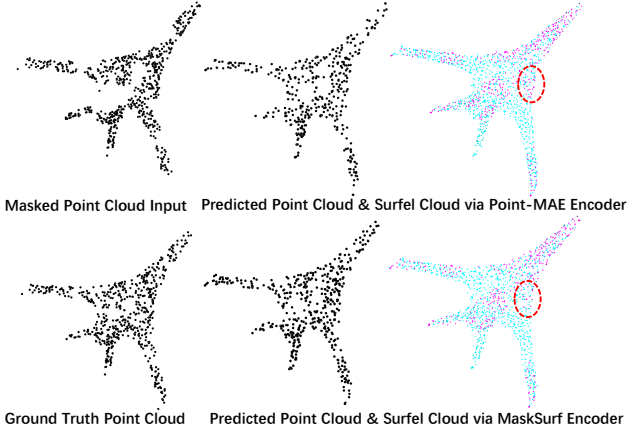 Masked Point Cloud Input
Predicted Point Cloud & Surfel Cloud via Point-MAE Encoder
Ground Truth Point Cloud
Predicted Point Cloud & Surfel Cloud via MaskSurf Encoder